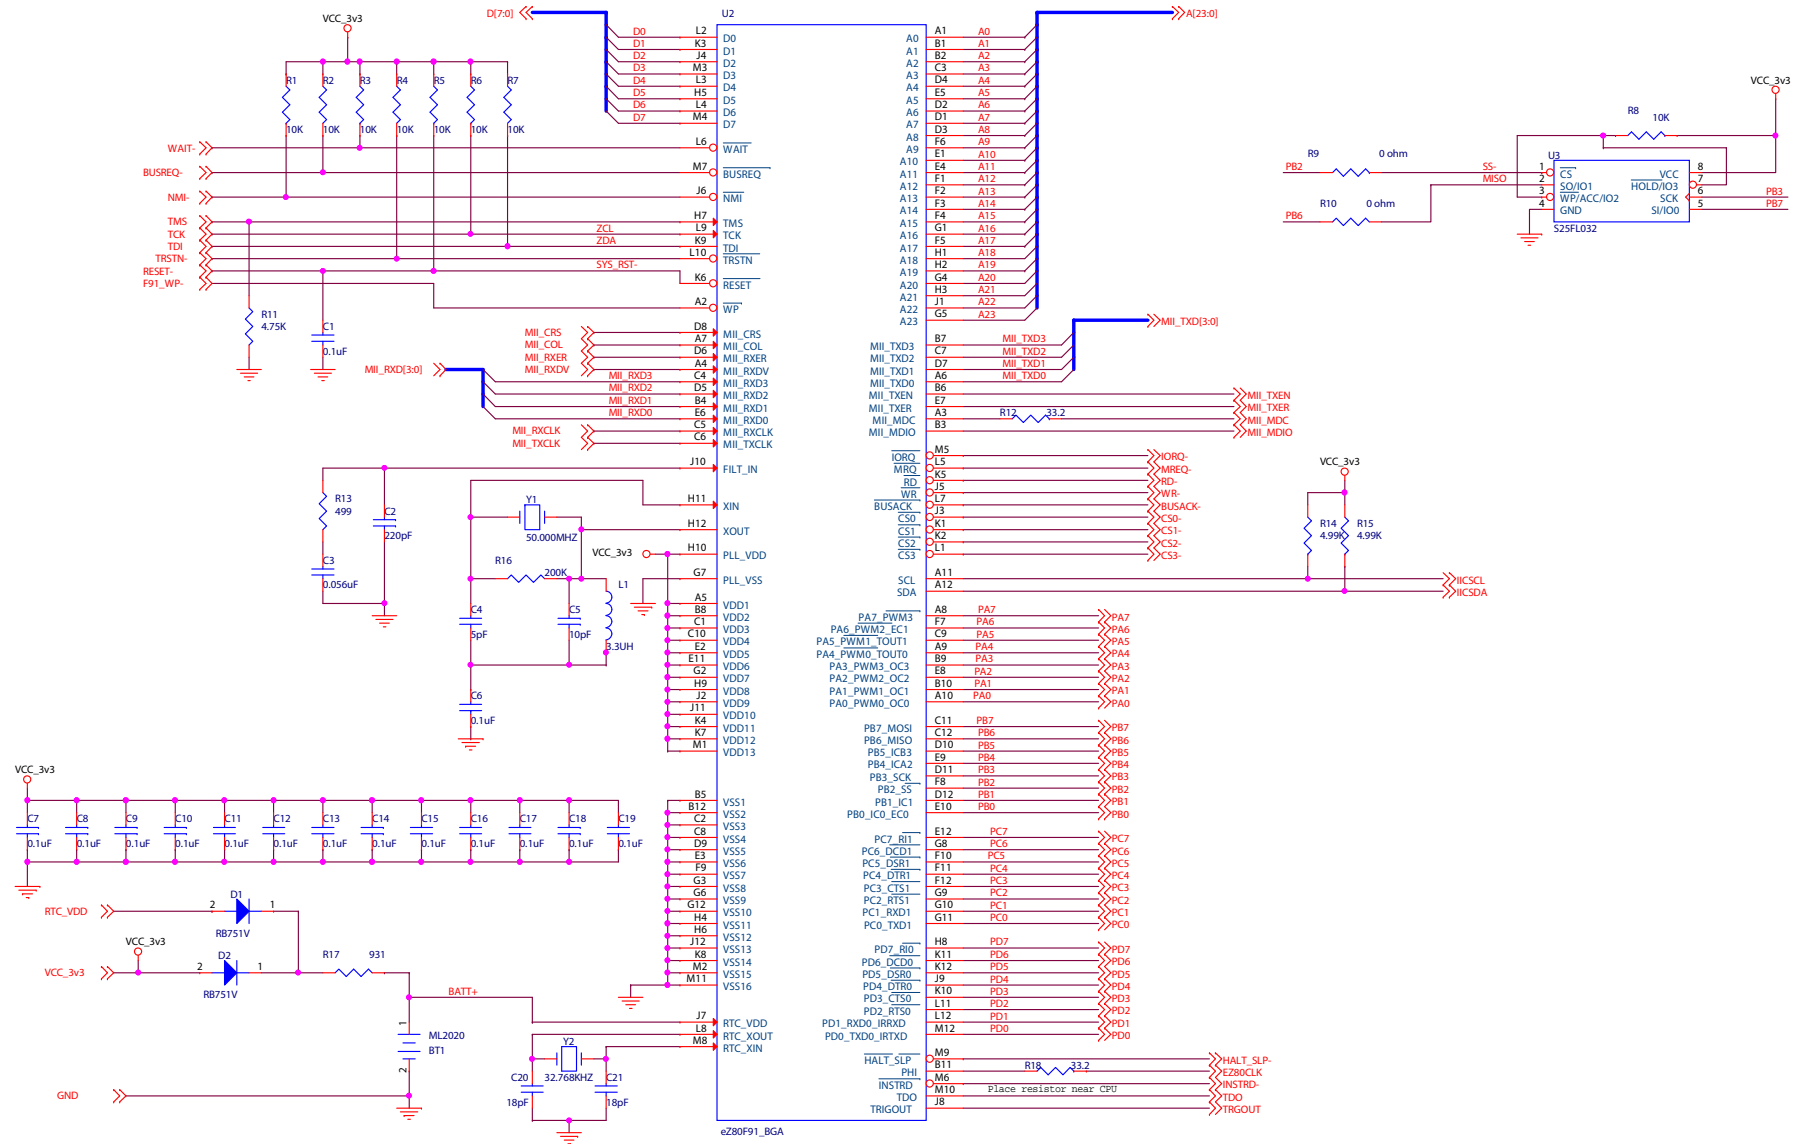 D[7:0]
U2
A[23:0]
VCC_3v3
R1 R2 R3 R4 R5 R6 R7
10K 10K 10K 10K 10K 10K 10K
D0 L2 D0
D1 K3 D1
D2 J4 D2
D3 M3 D3
D4 L3 D4
D5 H5 D5
D6 L4 D6
D7 M4 D7
WAIT- L6 WAIT
BUSREQ- M7 BUSREQ
NMI- J6 NMI
TMS H7 TMS
TCK ZCL L9 TCK
TDI ZDA K9 TDI
TRSTN- L10 TRSTN
RESET- SYS_RST- K6 RESET
F91_WP- A2 WP
R11
4.75K
C1
0.1uF
MII_CRS D8 MII_CRS
MII_COL A7 MII_COL
MII_RXER D6 MII_RXER
MII_RXDV A4 MII_RXDV
MII_RXD[3:0]
MII_RXD3 C4 MII_RXD3
MII_RXD2 D5 MII_RXD2
MII_RXD1 B4 MII_RXD1
MII_RXD0 E6 MII_RXD0
MII_RXCLK C5 MII_RXCLK
MII_TXCLK C6 MII_TXCLK
J10 FILT_IN
R13
499
C2
220pF
C3
0.056uF
H11 XIN
Y1
50.000MHZ
H12 XOUT
VCC_3v3 H10 PLL_VDD
R16 200K
L1
3.3UH
G7 PLL_VSS
C4
5pF
C5
10pF
C6
0.1uF
A5 VDD1
B8 VDD2
C1 VDD3
C10 VDD4
E2 VDD5
E11 VDD6
G2 VDD7
H9 VDD8
J2 VDD9
J11 VDD10
K4 VDD11
K7 VDD12
M1 VDD13
VCC_3v3
C7 C8 C9 C10 C11 C12 C13 C14 C15 C16 C17 C18 C19
0.1uF 0.1uF 0.1uF 0.1uF 0.1uF 0.1uF 0.1uF 0.1uF 0.1uF 0.1uF 0.1uF 0.1uF 0.1uF
B5 VSS1
B12 VSS2
C2 VSS3
C8 VSS4
D9 VSS5
E3 VSS6
F9 VSS7
G3 VSS8
G6 VSS9
G12 VSS10
H4 VSS11
H6 VSS12
J12 VSS13
K8 VSS14
M2 VSS15
M11 VSS16
RTC_VDD 2 D1 1
RB751V
VCC_3v3
VCC_3v3 2 D2 1
RB751V
R17 931
BATT+
1
ML2020
BT1
2
GND
J7 RTC_VDD
L8 RTC_XOUT
M8 RTC_XIN
Y2
32.768KHZ
C20
18pF
C21
18pF
eZ80F91_BGA
A0 A1 A0
A1 B1 A1
A2 B2 A2
A3 C3 A3
A4 D4 A4
A5 E5 A5
A6 D2 A6
A7 D1 A7
A8 D3 A8
A9 F6 A9
A10 E1 A10
A11 E4 A11
A12 F1 A12
A13 F2 A13
A14 F3 A14
A15 F4 A15
A16 G1 A16
A17 F5 A17
A18 H1 A18
A19 H2 A19
A20 G4 A20
A21 H3 A21
A22 J1 A22
A23 G5 A23
MII_TXD[3:0]
MII_TXD3 B7 MII_TXD3
MII_TXD2 C7 MII_TXD2
MII_TXD1 D7 MII_TXD1
MII_TXD0 A6 MII_TXD0
MII_TXEN B6 MII_TXEN
MII_TXER E7 MII_TXER
MII_MDC A3 R12 33.2 MII_MDC
MII_MDIO B3 MII_MDIO
IORQ M5 IORQ-
MRQ L5 MREQ-
RD K5 RD-
WR J5 WR-
BUSACK L7 BUSACK-
CS0 J3 CS0-
CS1 K1 CS1-
CS2 K2 CS2-
CS3 L1 CS3-
VCC_3v3
R14
4.99K
R15
4.99K
SCL A11 IICSCL
SDA A12 IICSDA
PA7_PWM3 A8 PA7 PA7
PA6_PWM2_EC1 F7 PA6 PA6
PA5_PWM1_TOUT1 C9 PA5 PA5
PA4_PWM0_TOUT0 A9 PA4 PA4
PA3_PWM3_OC3 B9 PA3 PA3
PA2_PWM2_OC2 E8 PA2 PA2
PA1_PWM1_OC1 B10 PA1 PA1
PA0_PWM0_OC0 A10 PA0 PA0
PB7_MOSI C11 PB7 PB7
PB6_MISO C12 PB6 PB6
PB5_ICB3 D10 PB5 PB5
PB4_ICA2 E9 PB4 PB4
PB3_SCK D11 PB3 PB3
PB2_SS F8 PB2 PB2
PB1_IC1 D12 PB1 PB1
PB0_IC0_EC0 E10 PB0 PB0
PC7_RI1 E12 PC7 PC7
PC6_DCD1 G8 PC6 PC6
PC5_DSR1 F10 PC5 PC5
PC4_DTR1 F11 PC4 PC4
PC3_CTS1 F12 PC3 PC3
PC2_RTS1 G9 PC2 PC2
PC1_RXD1 G10 PC1 PC1
PC0_TXD1 G11 PC0 PC0
PD7_RI0 H8 PD7 PD7
PD6_DCD0 K11 PD6 PD6
PD5_DSR0 K12 PD5 PD5
PD4_DTR0 J9 PD4 PD4
PD3_CTS0 K10 PD3 PD3
PD2_RTS0 L11 PD2 PD2
PD1_RXD0_IRRXD L12 PD1 PD1
PD0_TXD0_IRTXD M12 PD0 PD0
HALT_SLP M9 HALT_SLP-
PHI B11 R18 33.2 EZ80CLK
INSTRD M6 INSTRD-
TDO M10 Place resistor near CPU TDO
TRIGOUT J8 TRGOUT
VCC_3v3
R8 10K
R9 0 ohm
PB2 SS-
MISO
R10 0 ohm
PB6
U3
1 CS VCC 8
2 SO/IO1 HOLD/IO3 7
3 WP/ACC/IO2 SCK 6 PB3
4 GND SI/IO0 5 PB7
S25FL032